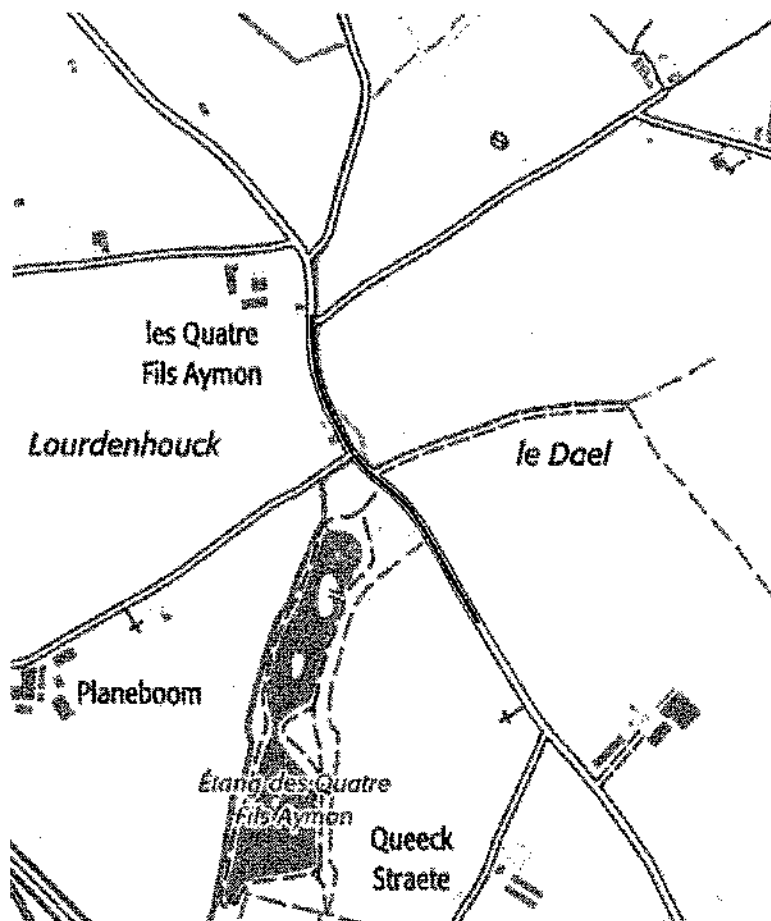 les Quatre
Fils Aymon
Lourdenhouck
le Dael
Planeboom
Étang des Quatre
Fils Aymon
Queeck
Straete